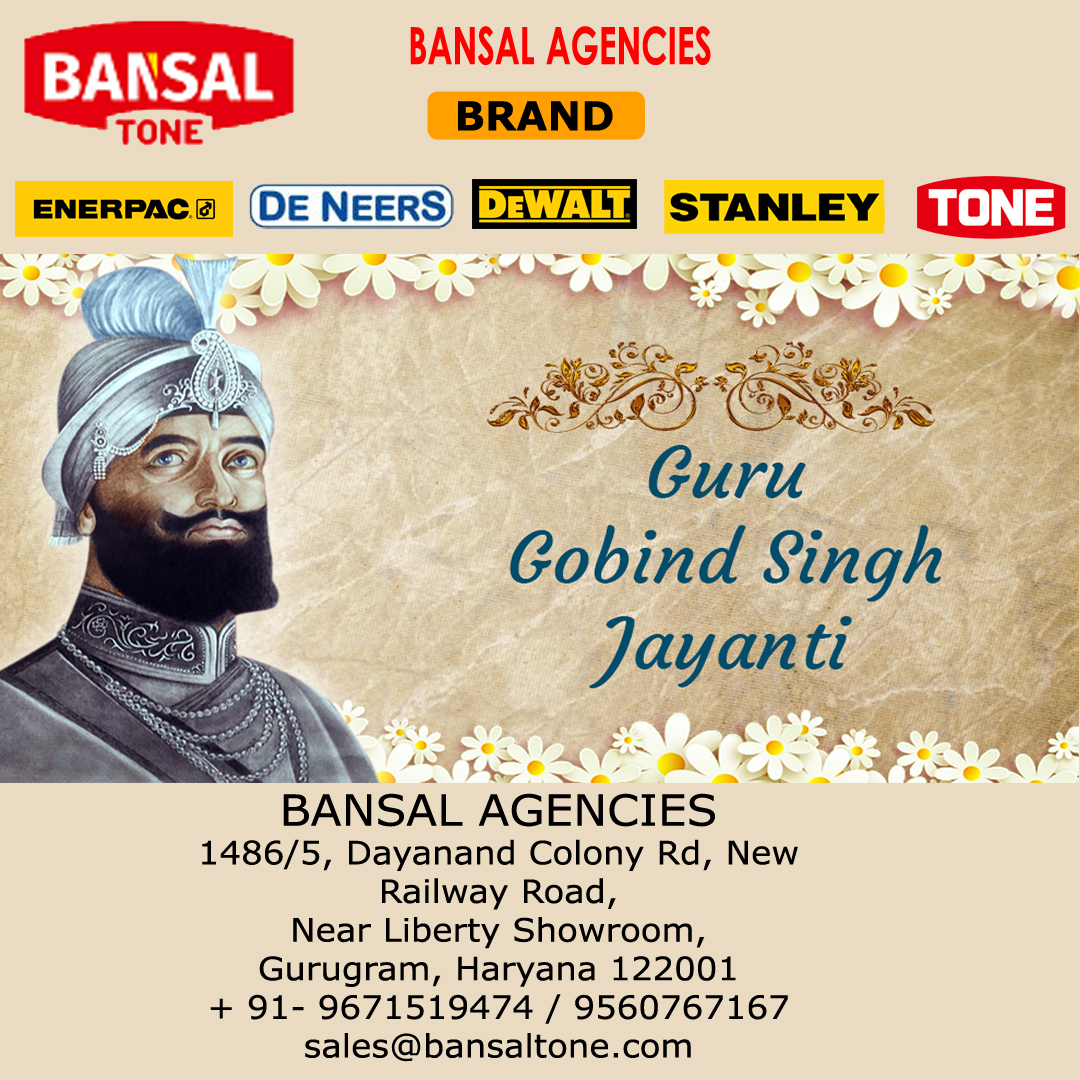 BANSAL
TONE
BANSAL AGENCIES
BRAND
ENERPAC
DE NEERS
DEWALT
STANLEY
TONE
Guru
Gobind Singh
Jayanti
BANSAL AGENCIES
1486/5, Dayanand Colony Rd, New
Railway Road,
Near Liberty Showroom,
Gurugram, Haryana 122001
+ 91- 9671519474 / 9560767167
sales@bansaltone.com